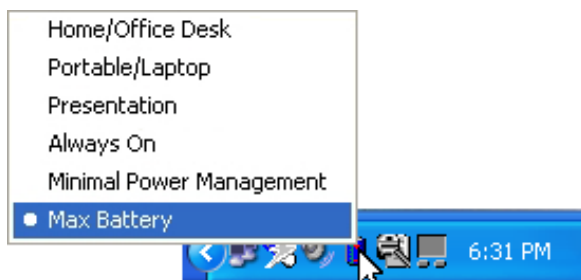 Home/Office Desk
Portable/Laptop
Presentation
Always On
Minimal Power Management
Max Battery
6:31 PM